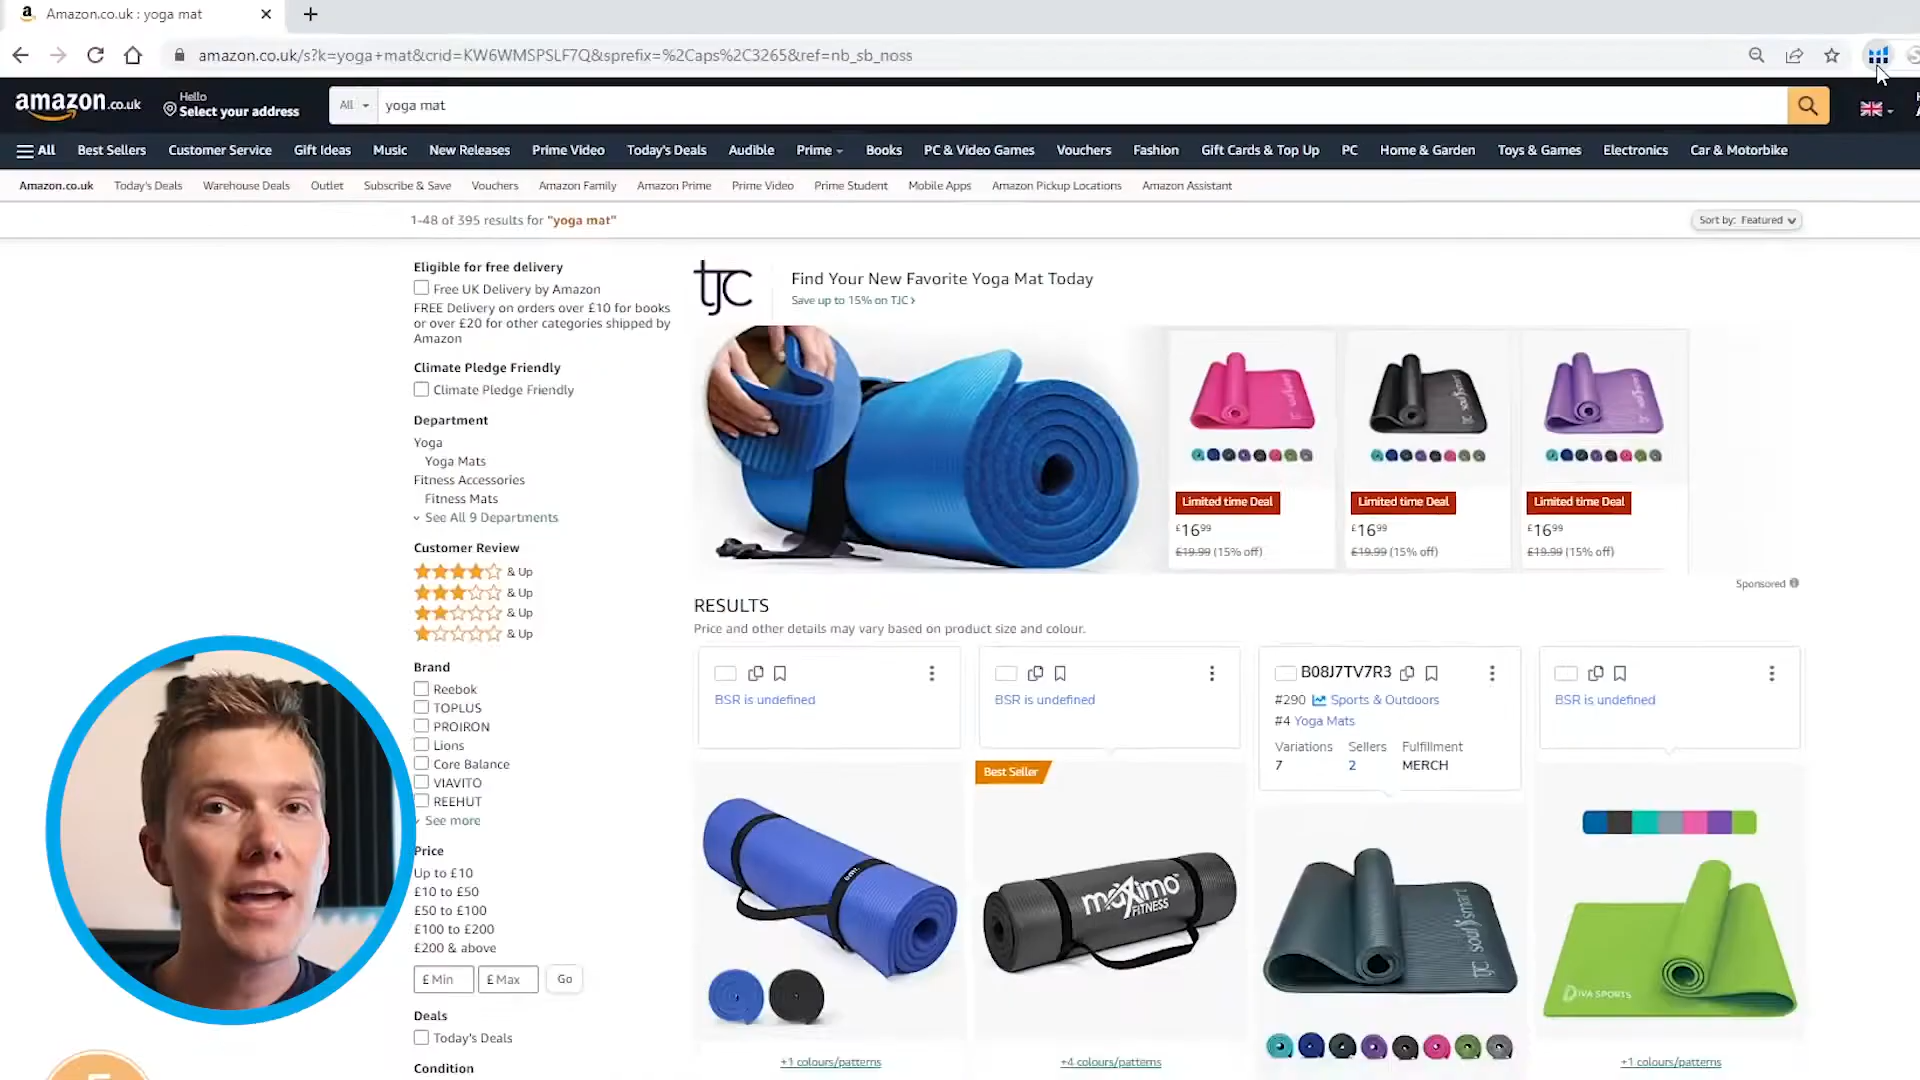 Amazon.co.uk : yoga mat
amazon.co.uk/s?k=yoga+mat&crid=KW6WMSPSLF7Q&sprefix=%2Caps%2C3265&ref=nb_sb_noss
amazon.co.uk
Hello
Select your address
All
yoga mat
All
Best Sellers
Customer Service
Gift Ideas
Music
New Releases
Prime Video
Today's Deals
Audible
Prime
Books
PC & Video Games
Vouchers
Fashion
Gift Cards & Top Up
PC
Home & Garden
Toys & Games
Electronics
Car & Motorbike
Amazon.co.uk
Today's Deals
Warehouse Deals
Outlet
Subscribe & Save
Vouchers
Amazon Family
Amazon Prime
Prime Video
Prime Student
Mobile Apps
Amazon Pickup Locations
Amazon Assistant
1-48 of 395 results for "yoga mat"
Sort by: Featured
Eligible for free delivery
Free UK Delivery by Amazon
FREE Delivery on orders over £10 for books
or over £20 for other categories shipped by
Amazon
Climate Pledge Friendly
Climate Pledge Friendly
Department
Yoga
Yoga Mats
Fitness Accessories
Fitness Mats
See All 9 Departments
Customer Review
& Up
& Up
& Up
& Up
Brand
Reebok
TOPLUS
PROIRON
Lions
Core Balance
VIAVITO
REEHUT
See more
Price
Up to £10
£10 to £50
£50 to £100
£100 to £200
£200 & above
£ Min
£ Max
Go
Deals
Today's Deals
Condition
tjc
Find Your New Favorite Yoga Mat Today
Save up to 15% on TJC ›
Limited time Deal
£16⁹⁹
£19.99 (15% off)
Limited time Deal
£16⁹⁹
£19.99 (15% off)
Limited time Deal
£16⁹⁹
£19.99 (15% off)
Sponsored
RESULTS
Price and other details may vary based on product size and colour.
BSR is undefined
BSR is undefined
B08J7TV7R3
#290 Sports & Outdoors
#4 Yoga Mats
Variations Sellers Fulfillment
7 2 MERCH
BSR is undefined
Best Seller
maximo
FITNESS
tjc soul smart
DIVA SPORTS
+1 colours/patterns
+4 colours/patterns
+1 colours/patterns